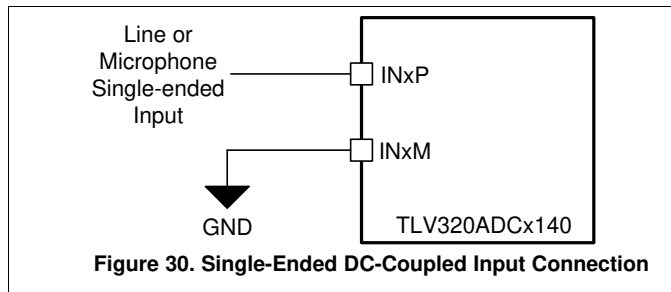 Line or
Microphone
Single-ended
Input
INxP
INxM
GND
TLV320ADCx140
Figure 30. Single-Ended DC-Coupled Input Connection